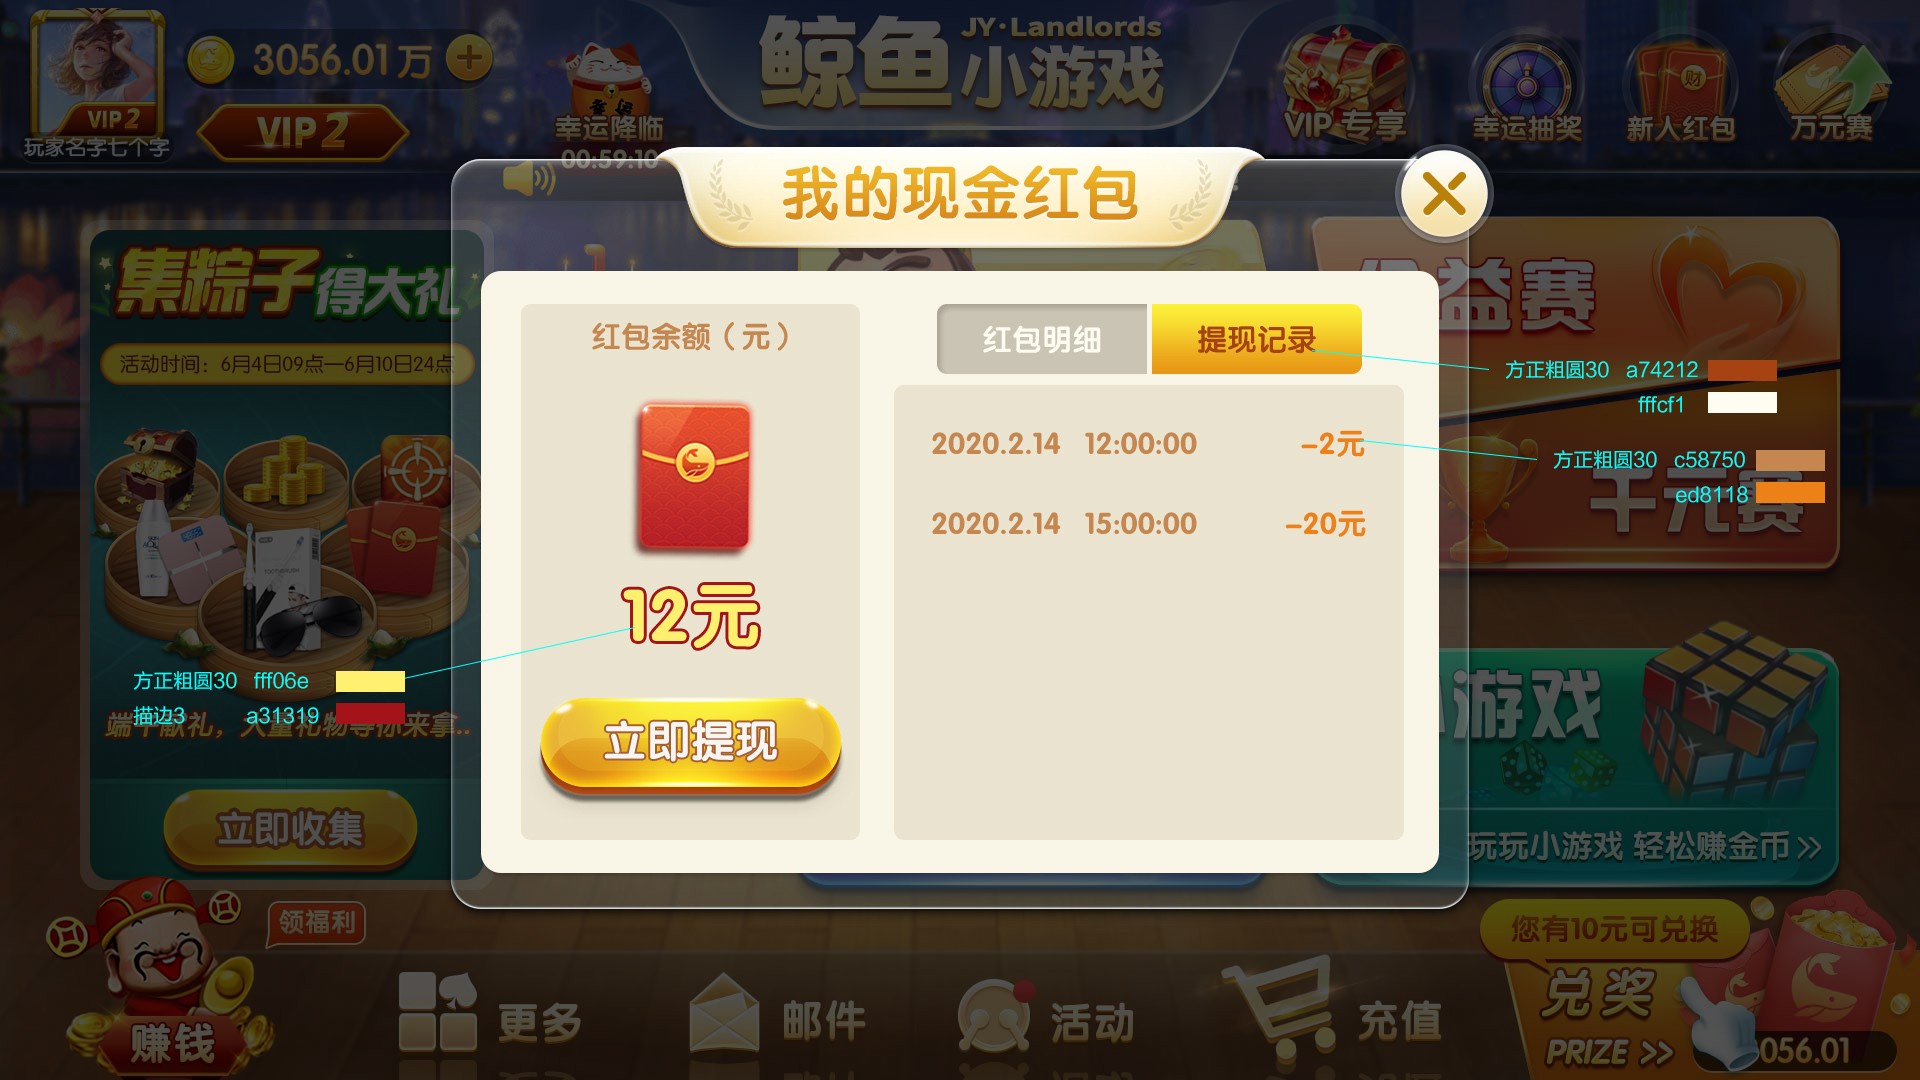 3056.01万
VIP 2
VIP 2
玩家名字七个字
幸运
幸运降临
00:59:10
JY·Landlords
鲸鱼
小游戏
VIP 专享
幸运抽奖
财
新人红包
万元赛
我的现金红包
集粽子得大礼
活动时间：6月4日09点—6月10日24点
端午献礼，大量礼物等你来拿..
立即收集
红包余额（元）
12元
立即提现
红包明细
提现记录
2020.2.14 12:00:00 -2元
2020.2.14 15:00:00 -20元
方正粗圆30 a74212
fffcf1
方正粗圆30 c58750
ed8118
方正粗圆30 fff06e
描边3 a31319
益赛
千元赛
游戏
玩玩小游戏 轻松赚金币
领福利
赚钱
更多
邮件
活动
充值
您有10元可兑换
兑奖
PRIZE >>
056.01